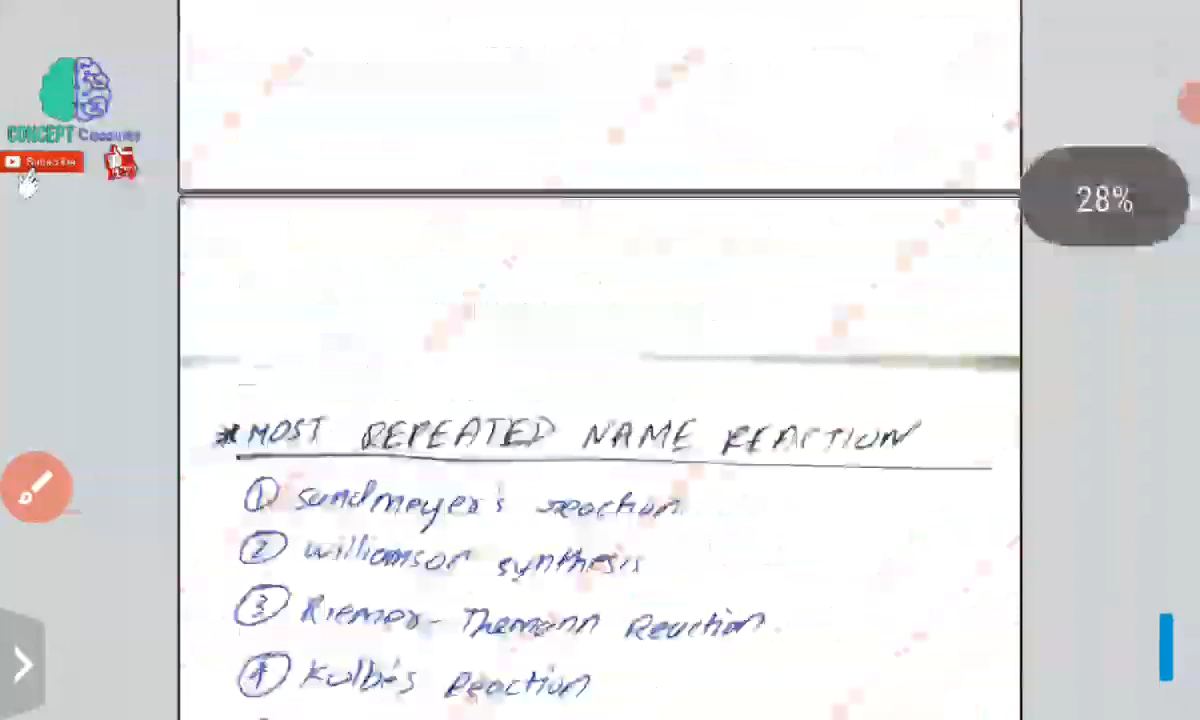 CONCEPT
Subscribe
28%
*MOST REPEATED NAME REACTION
① Sandmeyer's reaction
② williamson synthesis
③ Riemer-Themann Reaction
④ Kolbe's Reaction